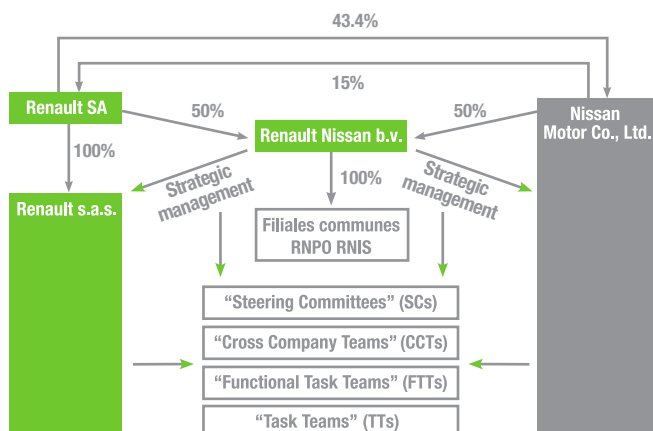 43.4%
15%
Renault SA
50%
50%
Nissan
Motor Co., Ltd.
Renault Nissan b.v.
100%
Strategic
management
100%
Strategic
management
Renault s.a.s.
Filiales communes
RNPO RNIS
“Steering Committees” (SCs)
“Cross Company Teams” (CCTs)
“Functional Task Teams” (FTTs)
“Task Teams” (TTs)